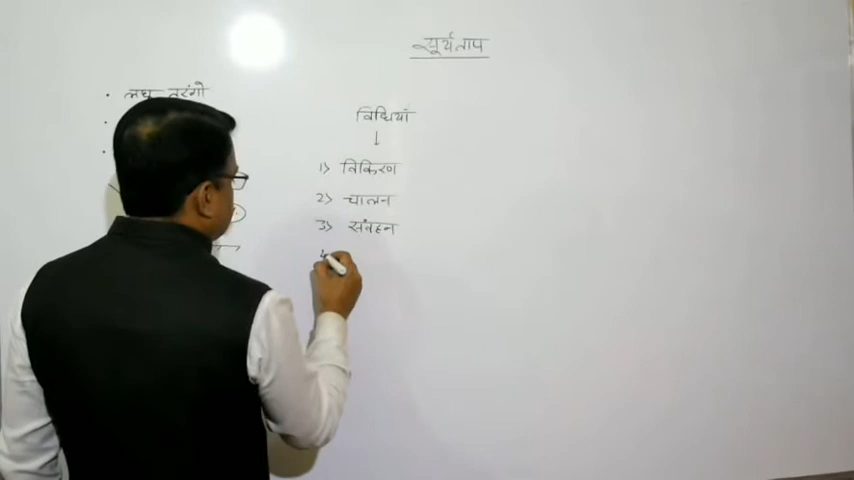 सूर्यताप
लघु तरंगो
विधियाँ
↓
1) विकिरण
2) चालन
3) संवहन